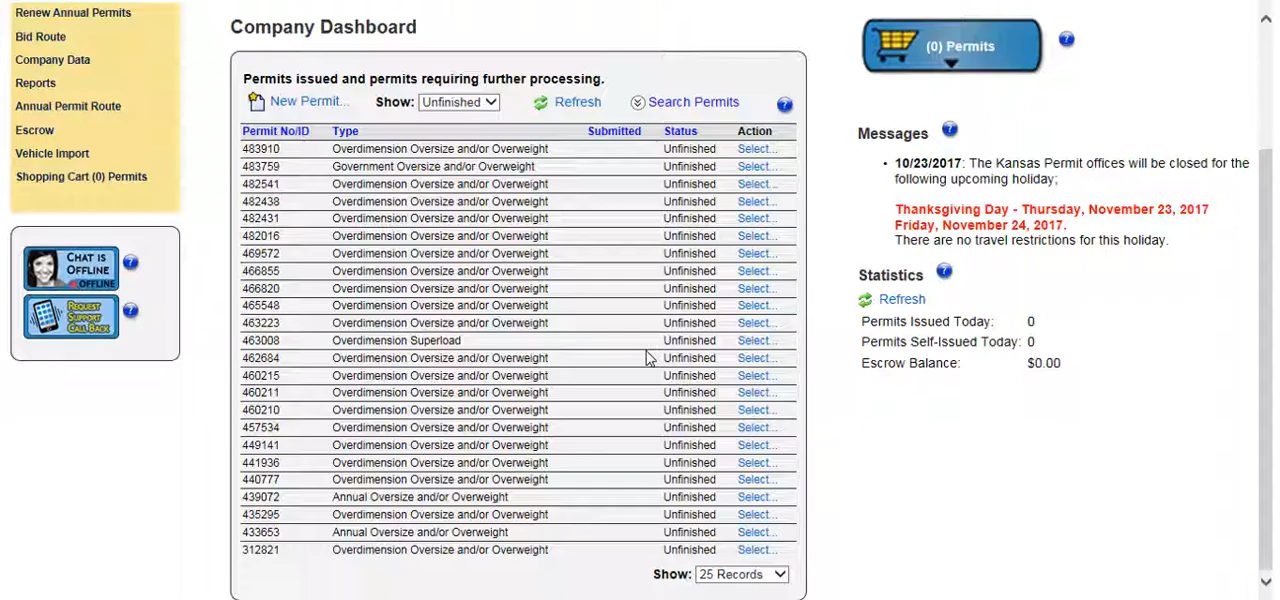 Renew Annual Permits
Bid Route
Company Data
Reports
Annual Permit Route
Escrow
Vehicle Import
Shopping Cart (0) Permits
CHAT IS
OFFLINE
OFFLINE
REQUEST
SUPPORT
CALL BACK
Company Dashboard
Permits issued and permits requiring further processing.
New Permit... Show: Unfinished Refresh Search Permits
Permit No/ID Type Submitted Status Action
483910 Overdimension Oversize and/or Overweight Unfinished Select...
483759 Government Oversize and/or Overweight Unfinished Select...
482541 Overdimension Oversize and/or Overweight Unfinished Select...
482438 Overdimension Oversize and/or Overweight Unfinished Select...
482431 Overdimension Oversize and/or Overweight Unfinished Select...
482016 Overdimension Oversize and/or Overweight Unfinished Select...
469572 Overdimension Oversize and/or Overweight Unfinished Select...
466855 Overdimension Oversize and/or Overweight Unfinished Select...
466820 Overdimension Oversize and/or Overweight Unfinished Select...
465548 Overdimension Oversize and/or Overweight Unfinished Select...
463223 Overdimension Oversize and/or Overweight Unfinished Select...
463008 Overdimension Superload Unfinished Select...
462684 Overdimension Oversize and/or Overweight Unfinished Select...
460215 Overdimension Oversize and/or Overweight Unfinished Select...
460211 Overdimension Oversize and/or Overweight Unfinished Select...
460210 Overdimension Oversize and/or Overweight Unfinished Select...
457534 Overdimension Oversize and/or Overweight Unfinished Select...
449141 Overdimension Oversize and/or Overweight Unfinished Select...
441936 Overdimension Oversize and/or Overweight Unfinished Select...
440777 Overdimension Oversize and/or Overweight Unfinished Select...
439072 Annual Oversize and/or Overweight Unfinished Select...
435295 Overdimension Oversize and/or Overweight Unfinished Select...
433653 Annual Oversize and/or Overweight Unfinished Select...
312821 Overdimension Oversize and/or Overweight Unfinished Select...
Show: 25 Records
(0) Permits
Messages
10/23/2017: The Kansas Permit offices will be closed for the
following upcoming holiday;
Thanksgiving Day - Thursday, November 23, 2017
Friday, November 24, 2017.
There are no travel restrictions for this holiday.
Statistics
Refresh
Permits Issued Today: 0
Permits Self-Issued Today: 0
Escrow Balance: $0.00